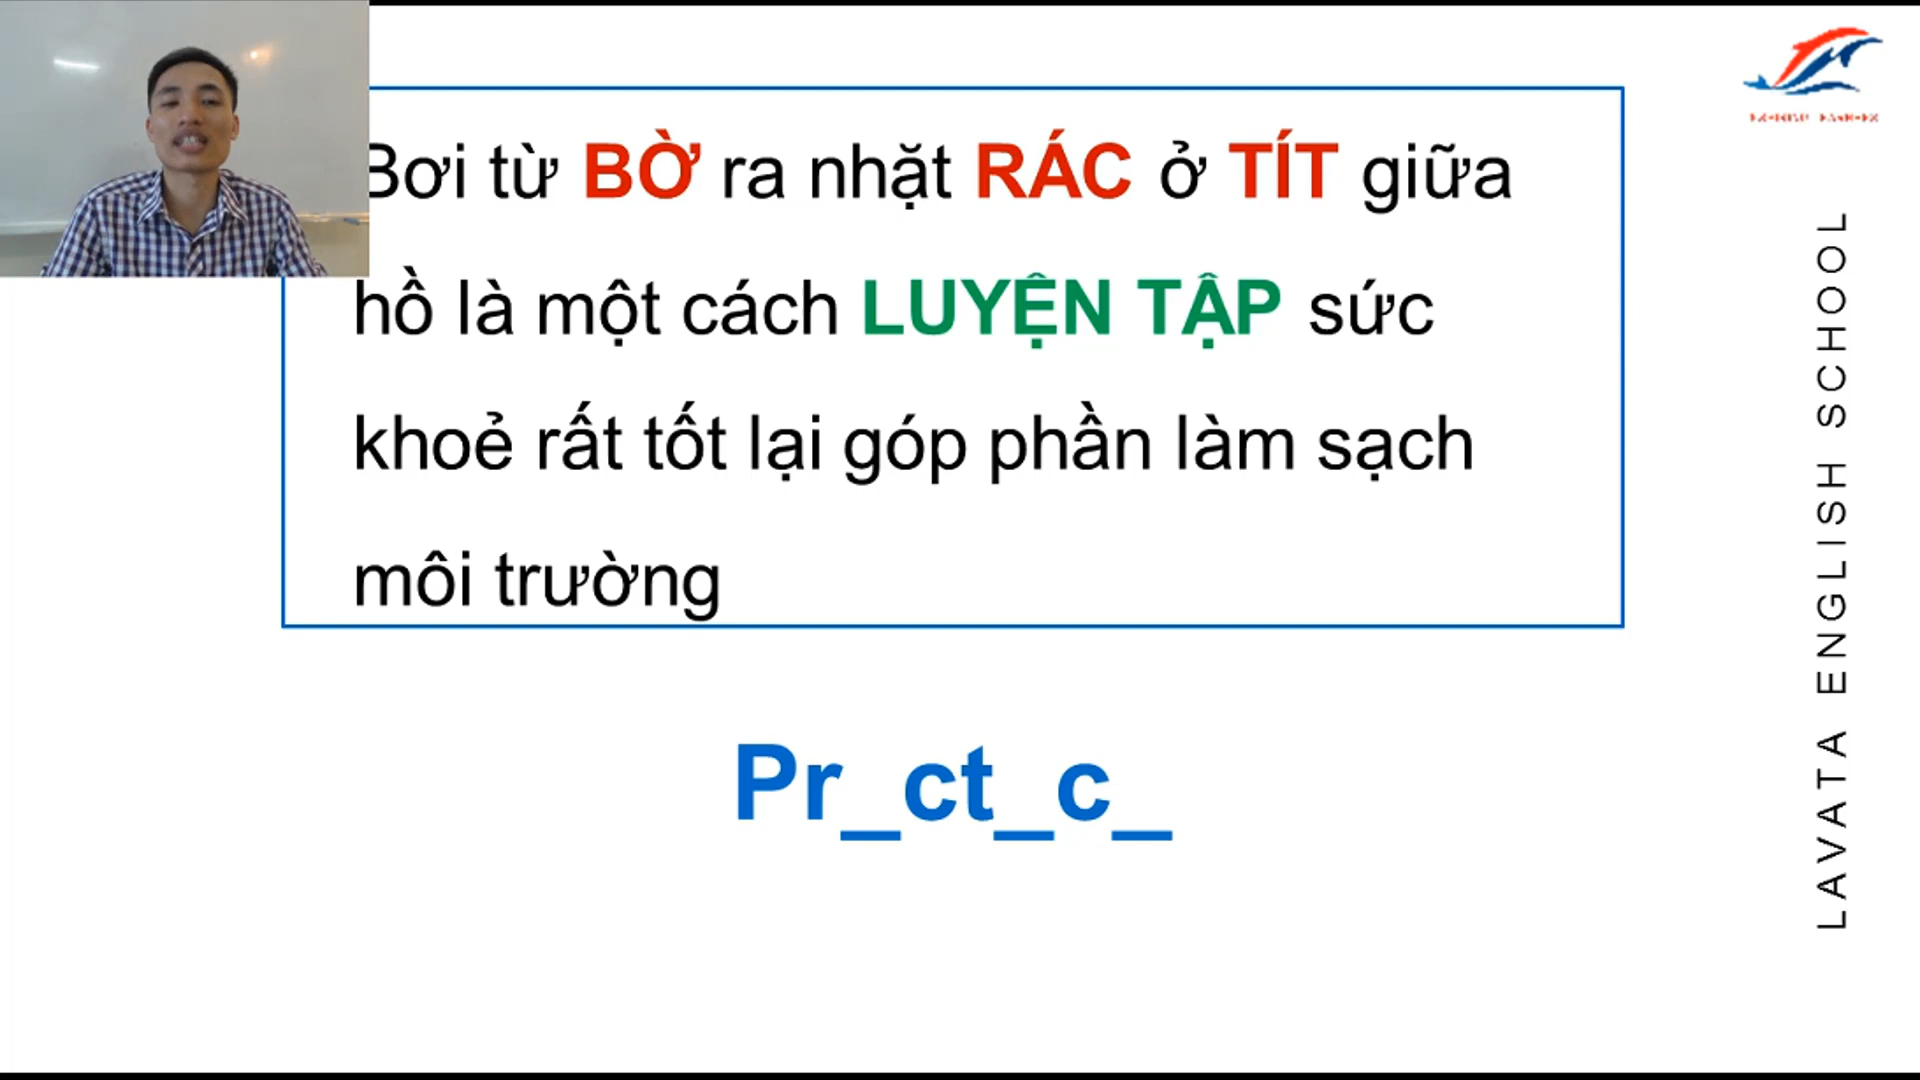 Bơi từ BỜ ra nhặt RÁC ở TÍT giữa
hồ là một cách LUYỆN TẬP sức
khoẻ rất tốt lại góp phần làm sạch
môi trường
Pr_ct_c_
LAVATA ENGLISH SCHOOL